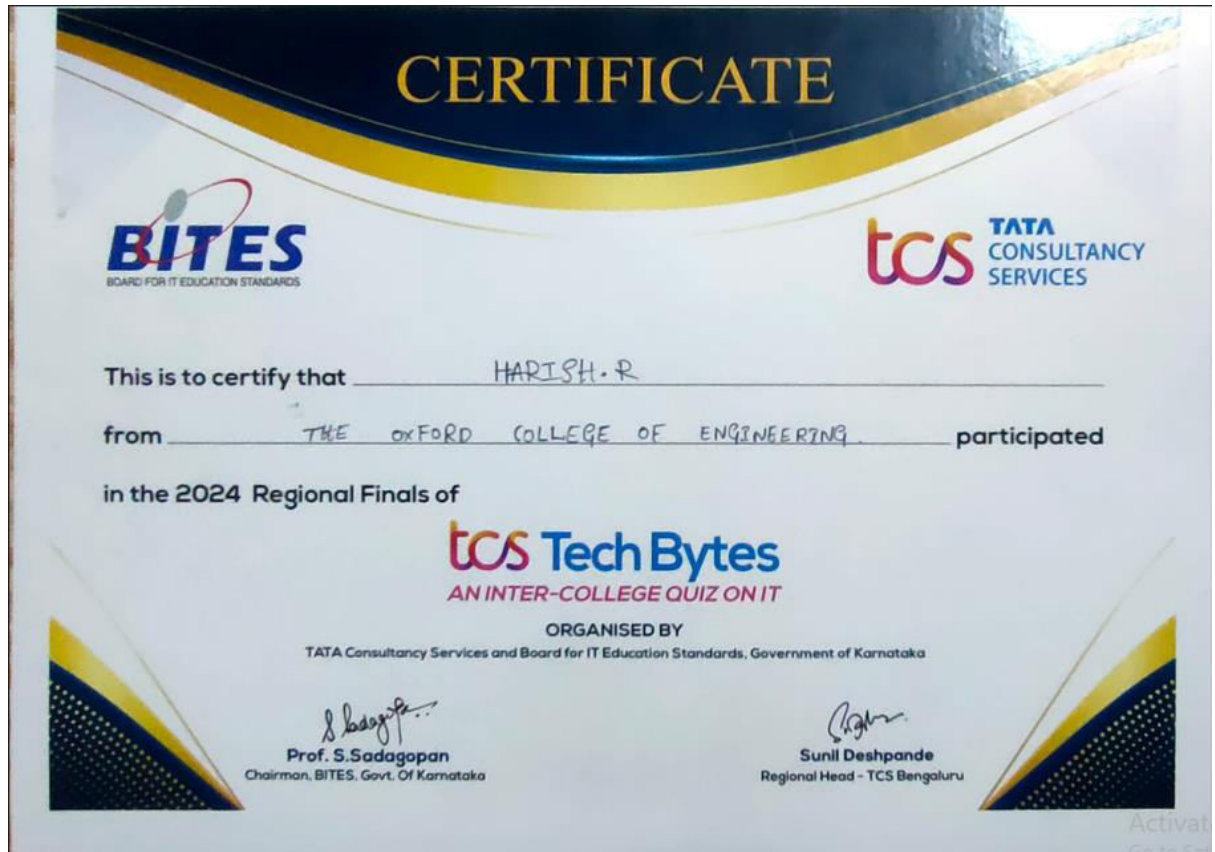 CERTIFICATE
BITES
BOARD FOR IT EDUCATION STANDARDS
tcs TATA
CONSULTANCY
SERVICES
This is to certify that HARISH.R
from THE OXFORD COLLEGE OF ENGINEERING participated
in the 2024 Regional Finals of
tcs Tech Bytes
AN INTER-COLLEGE QUIZ ON IT
ORGANISED BY
TATA Consultancy Services and Board for IT Education Standards, Government of Karnataka
Prof. S.Sadagopan
Chairman, BITES, Govt. Of Karnataka
Sunil Deshpande
Regional Head - TCS Bengaluru